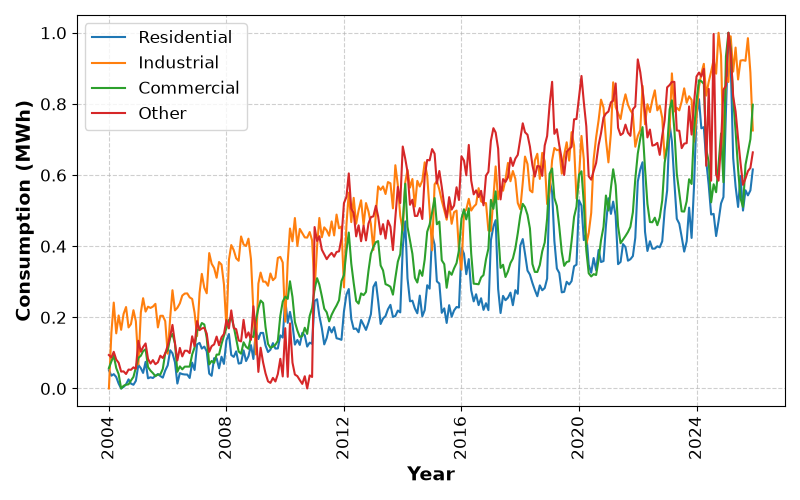 Residential
Industrial
Commercial
Other
Consumption (MWh)
1.0
0.8
0.6
0.4
0.2
0.0
2004
2008
2012
2016
2020
2024
Year